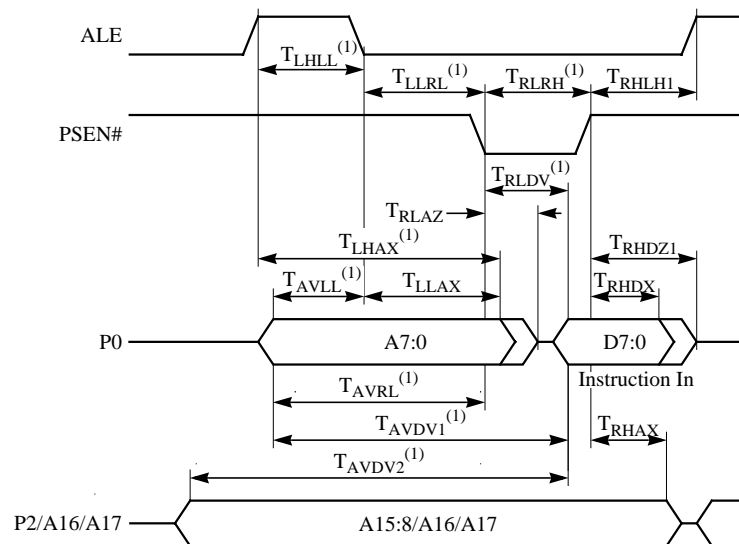 ALE
T_LHLL^(1)
T_LLRL^(1) T_RLRH^(1) T_RHLH1
PSEN#
T_RLDV^(1)
T_RLAZ
T_LHAX^(1) T_RHDZ1
T_AVLL^(1) T_LLAX T_RHDX
P0 A7:0 D7:0
Instruction In
T_AVRL^(1)
T_AVDV1^(1) T_RHAX
T_AVDV2^(1)
P2/A16/A17 A15:8/A16/A17